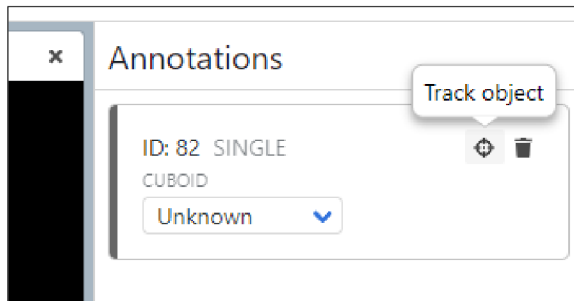 Annotations
Track object
ID: 82 SINGLE
CUBOID
Unknown